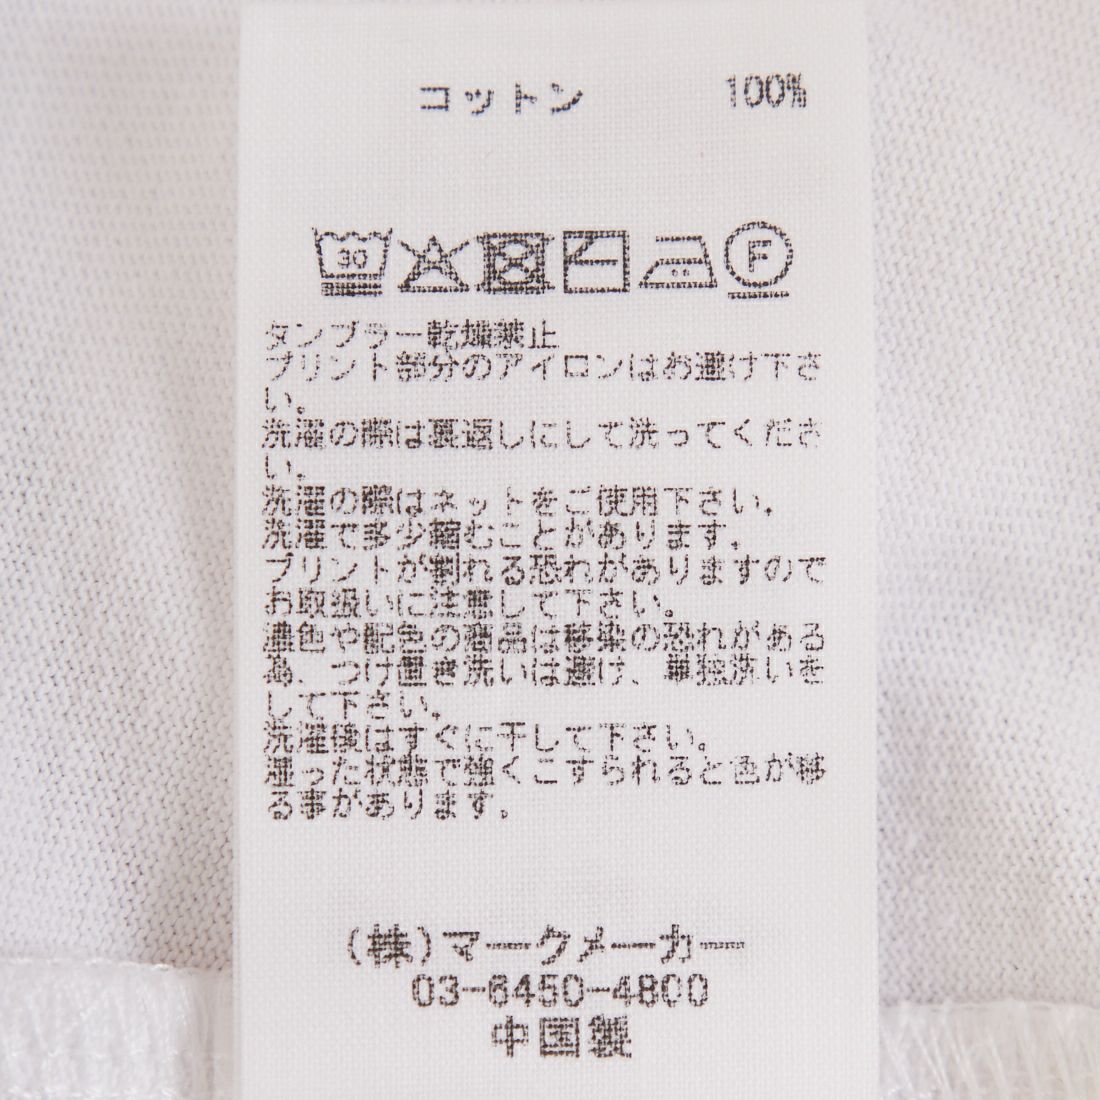 コットン 100%
30
F
タンブラー乾燥禁止
プリント部分のアイロンはお避け下さ
い。
洗濯の際は裏返しにして洗ってくださ
い。
洗濯の際はネットをご使用下さい。
洗濯で多少縮むことがあります。
プリントが割れる恐れがありますので
お取扱いに注意して下さい。
濃色や配色の商品は移染の恐れがある
為、つけ置き洗いは避け、単独洗いを
して下さい。
洗濯後はすぐに干して下さい。
湿った状態で強くこすられると色が移
る事があります。
(株)マークメーカー
03-6450-4800
中国製